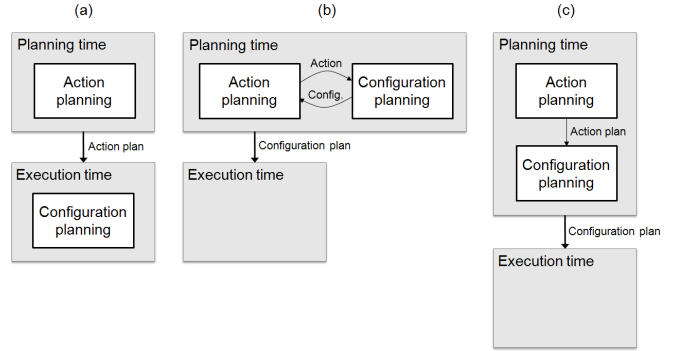 (a)
Planning time
Action
planning
Action plan
Execution time
Configuration
planning
(b)
Planning time
Action
planning
Action
Config.
Configuration
planning
Configuration plan
Execution time
(c)
Planning time
Action
planning
Action plan
Configuration
planning
Configuration plan
Execution time